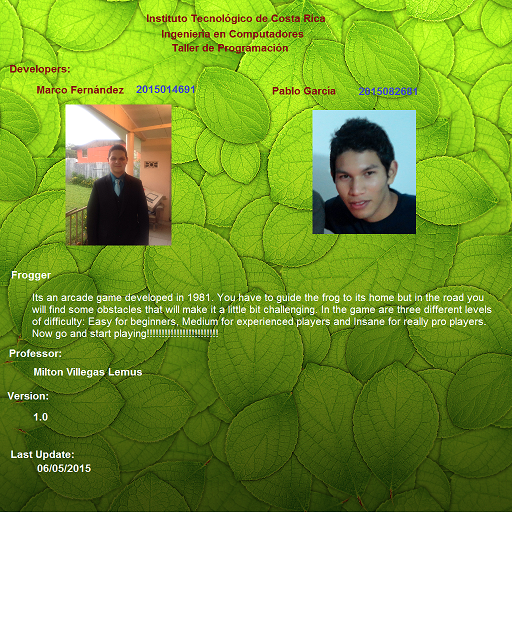 Instituto Tecnológico de Costa Rica
Ingenieria en Computadores
Taller de Programación
Developers:
Marco Fernández 2015014691 Pablo García 2015082681
Frogger
Its an arcade game developed in 1981. You have to guide the frog to its home but in the road you
will find some obstacles that will make it a little bit challenging. In the game are three different levels
of difficulty: Easy for beginners, Medium for experienced players and Insane for really pro players.
Now go and start playing!!!!!!!!!!!!!!!!!!!!!!!!
Professor:
Milton Villegas Lemus
Version:
1.0
Last Update:
06/05/2015